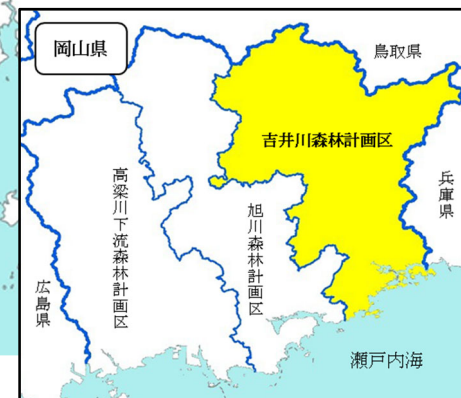 岡山県
鳥取県
吉井川森林計画区
兵庫県
旭川森林計画区
高梁川下流森林計画区
広島県
瀬戸内海